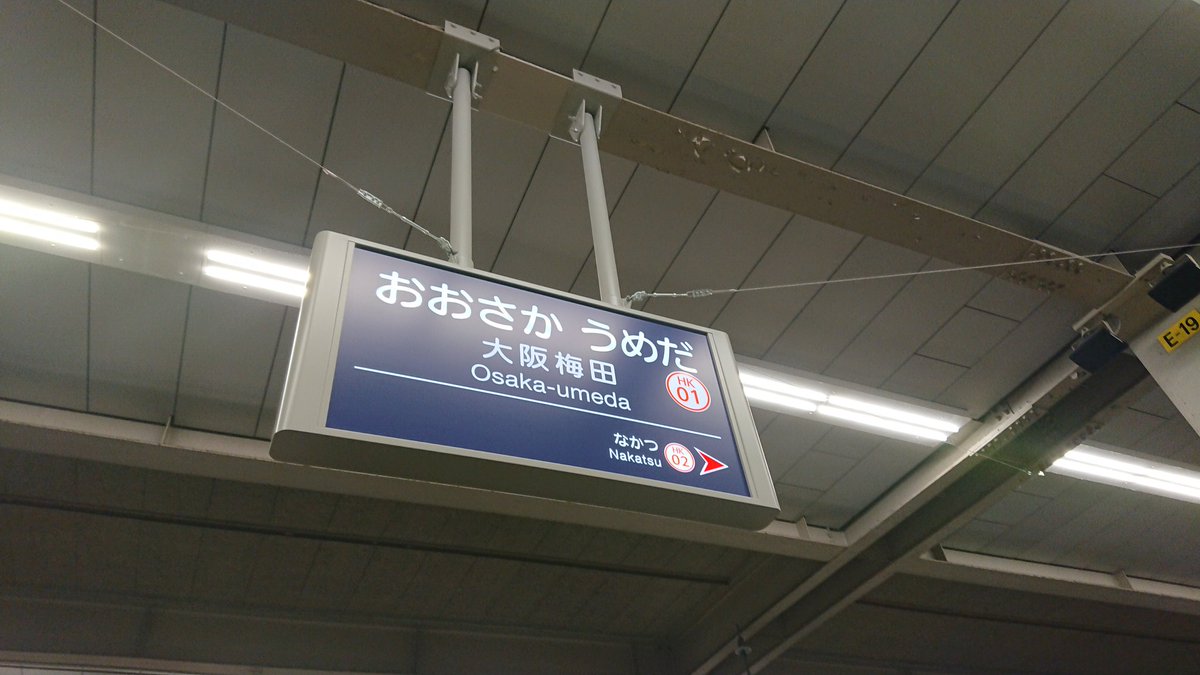 おおさか うめだ
大阪梅田
Osaka-umeda
HK
01
なかつ
Nakatsu
HK
02
E-19